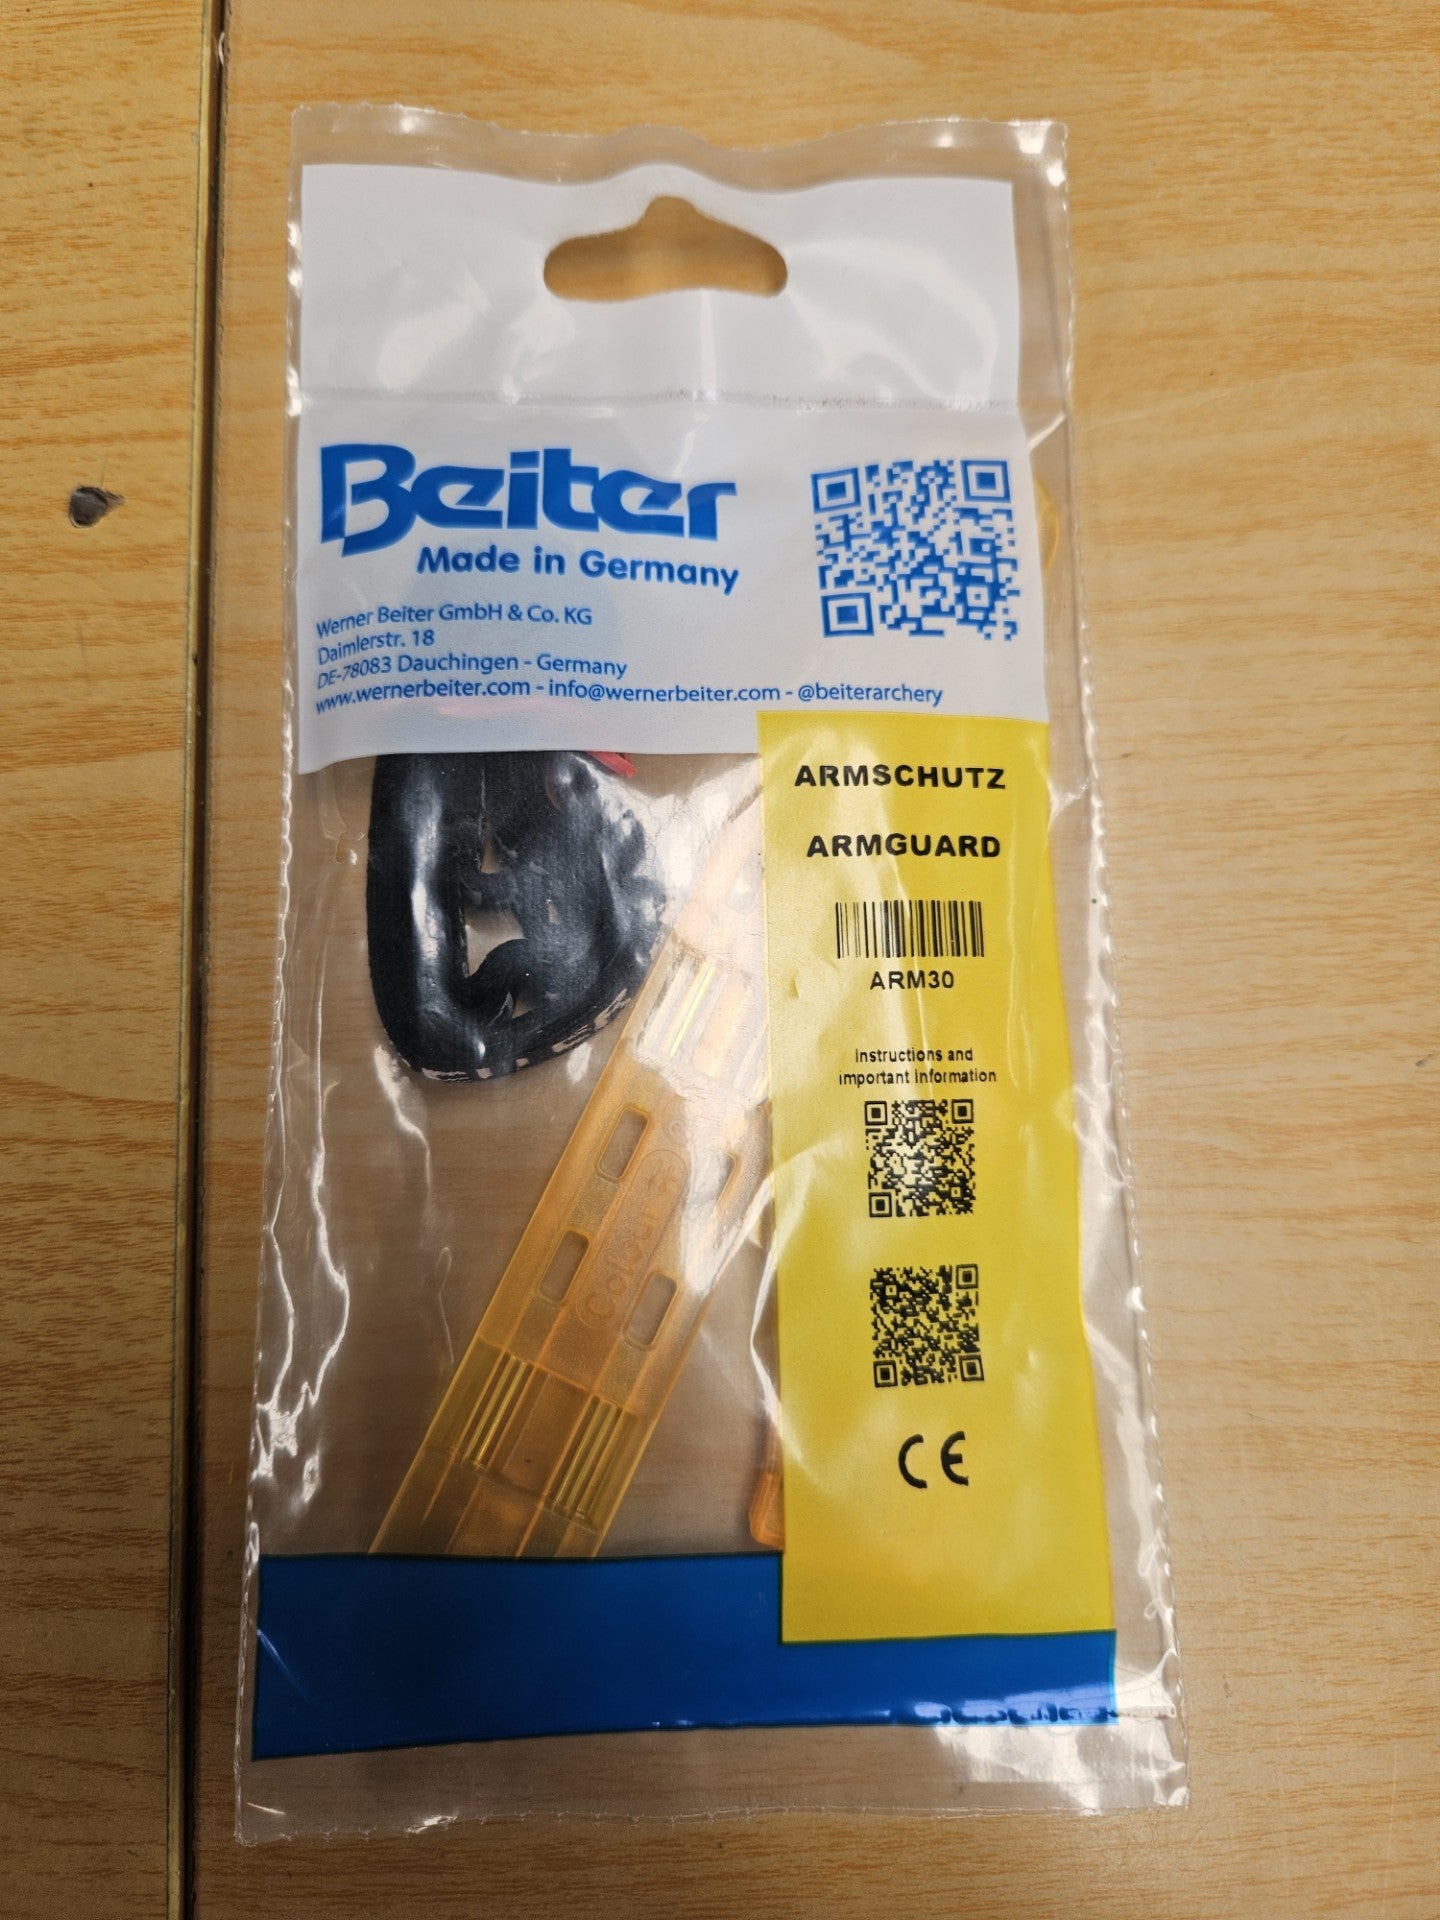 Beiter
Made in Germany
Werner Beiter GmbH & Co. KG
Daimlerstr. 18
DE-78083 Dauchingen - Germany
www.wernerbeiter.com - info@wernerbeiter.com - @beiterarchery
ARMSCHUTZ
ARMGUARD
ARM30
Instructions and
important Information
Colour
CE